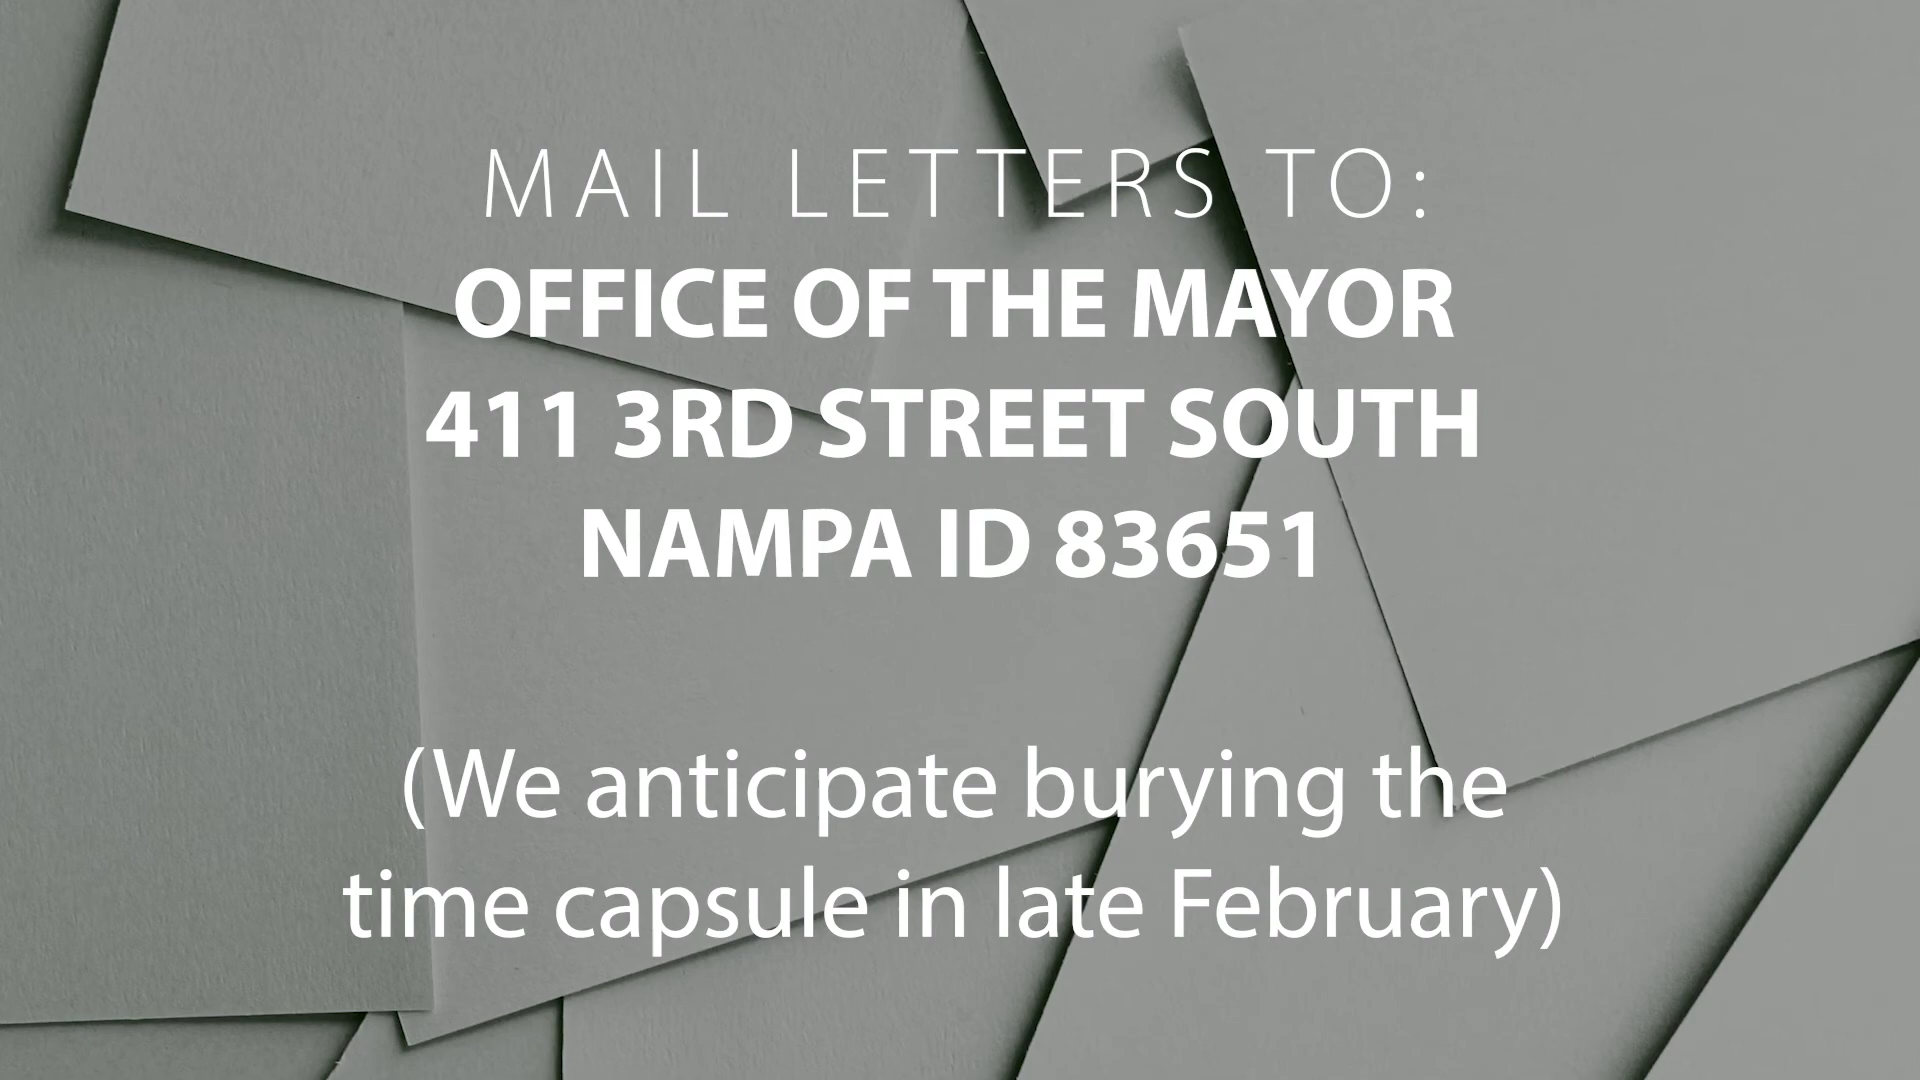 MAIL LETTERS TO:
OFFICE OF THE MAYOR
411 3RD STREET SOUTH
NAMPA ID 83651
(We anticipate burying the
time capsule in late February)